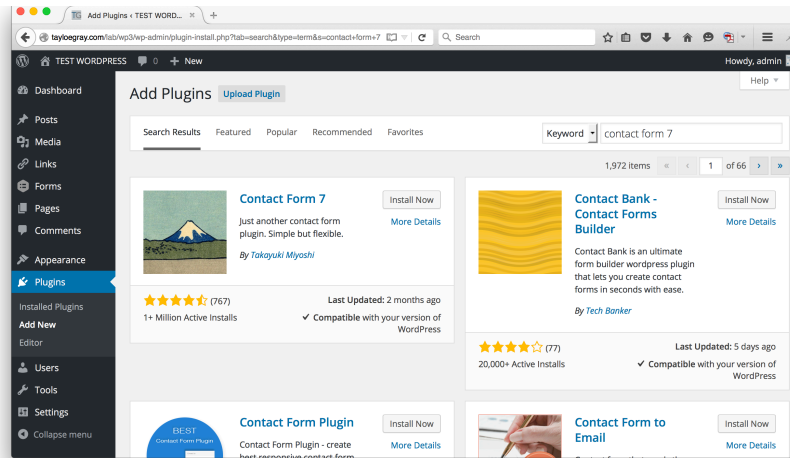 Add Plugins ‹ TEST WORD... × +
tayloegray.com/lab/wp3/wp-admin/plugin-install.php?tab=search&type=term&s=contact+form+7 Search
TEST WORDPRESS 0 + New Howdy, admin
Help
Dashboard
Posts
Media
Links
Forms
Pages
Comments
Appearance
Plugins
Installed Plugins
Add New
Editor
Users
Tools
Settings
Collapse menu
Add Plugins Upload Plugin
Search Results Featured Popular Recommended Favorites Keyword contact form 7
1,972 items « ‹ 1 of 66 › »
Contact Form 7
Install Now
More Details
Just another contact form
plugin. Simple but flexible.
By Takayuki Miyoshi
(767)
1+ Million Active Installs
Last Updated: 2 months ago
✓ Compatible with your version of
WordPress
Contact Bank -
Contact Forms
Builder
Install Now
More Details
Contact Bank is an ultimate
form builder wordpress plugin
that lets you create contact
forms in seconds with ease.
By Tech Banker
(77)
20,000+ Active Installs
Last Updated: 5 days ago
✓ Compatible with your version of
WordPress
BEST
Contact Form Plugin
Contact Form Plugin
Install Now
More Details
Contact Form Plugin - create
best responsive contact form
Contact Form to
Email
Install Now
More Details